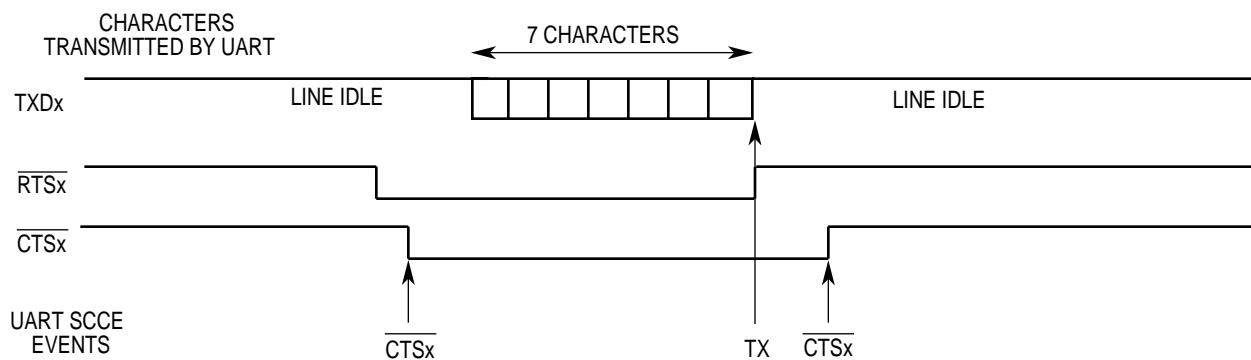 CHARACTERS
TRANSMITTED BY UART
7 CHARACTERS
TXDx
LINE IDLE
LINE IDLE
RTSx
CTSx
UART SCCE
EVENTS
CTSx
TX
CTSx